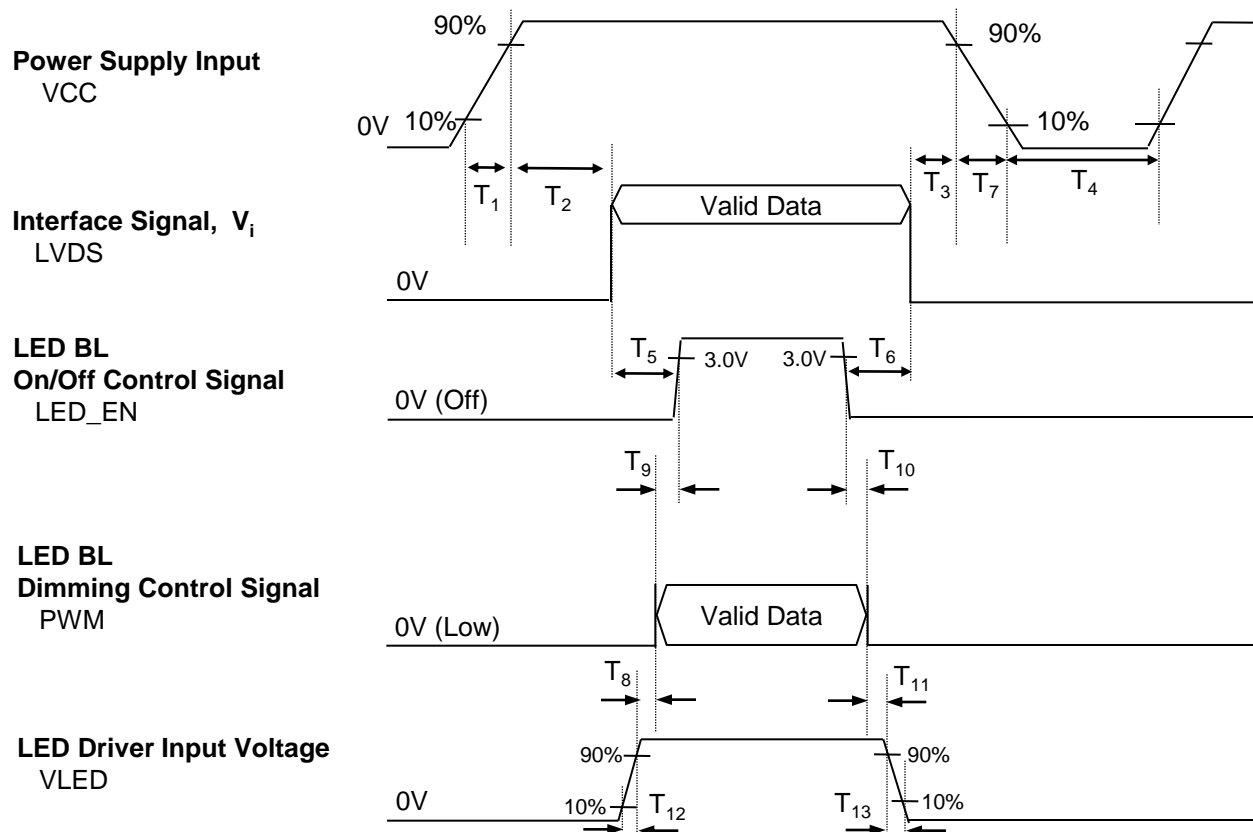 90%
90%
Power Supply Input
VCC
0V
10%
10%
T1
T2
T3
T7
T4
Valid Data
Interface Signal, Vi
LVDS
0V
LED BL
On/Off Control Signal
LED_EN
T5
3.0V
3.0V
T6
0V (Off)
T9
T10
LED BL
Dimming Control Signal
PWM
Valid Data
0V (Low)
T8
T11
LED Driver Input Voltage
VLED
90%
90%
0V
10%
T12
T13
10%